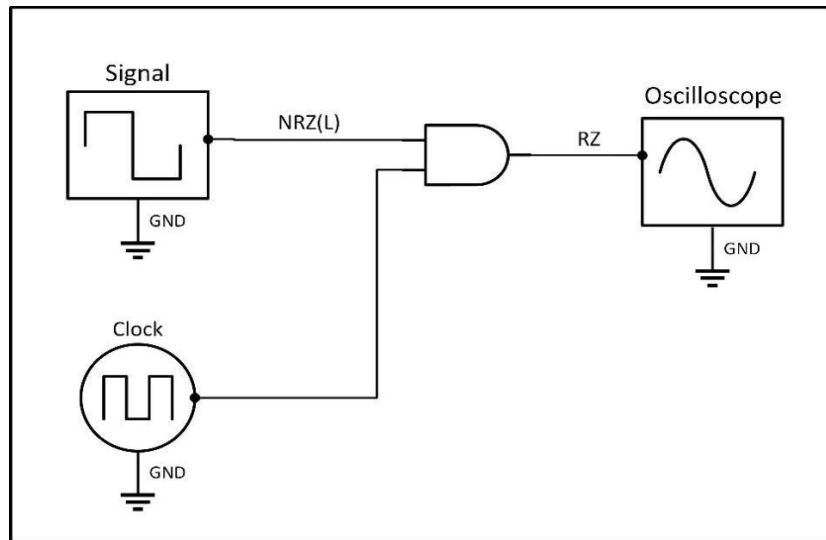 Signal
Oscilloscope
NRZ(L)
RZ
GND
GND
Clock
GND